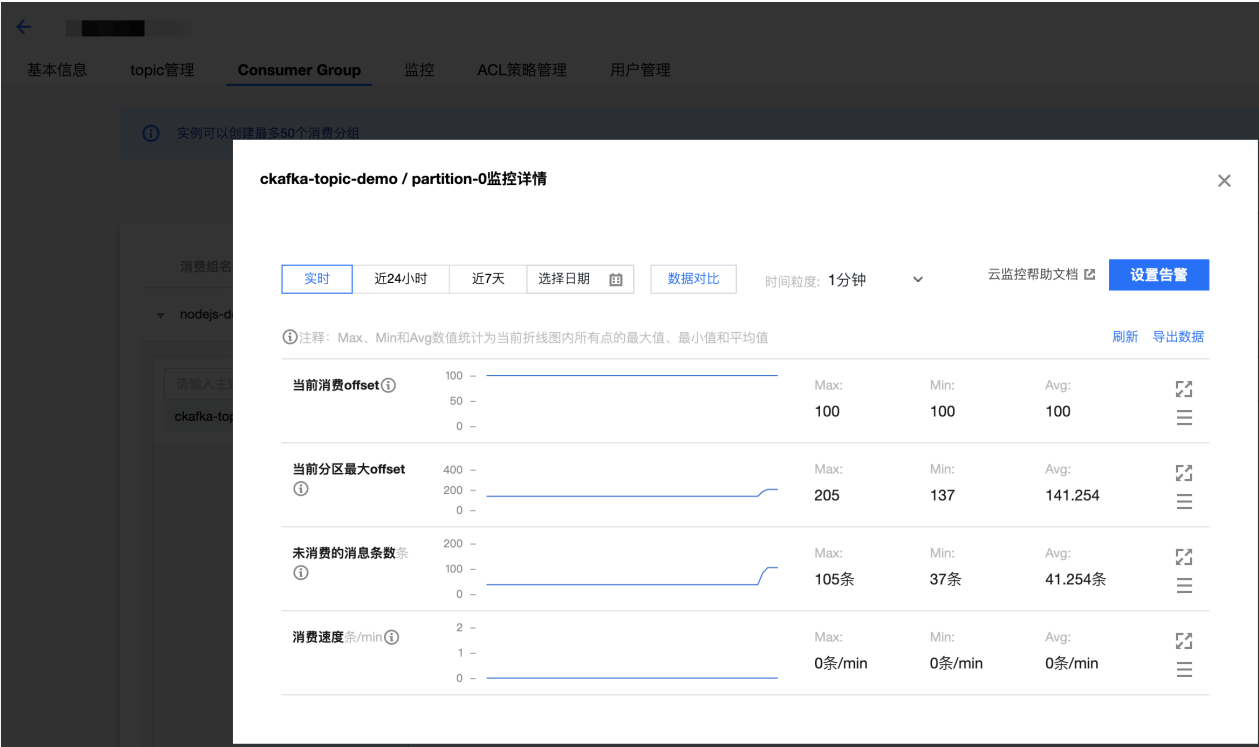 基本信息 topic管理 Consumer Group 监控 ACL策略管理 用户管理
实例可以创建最多50个消费分组
ckafka-topic-demo / partition-0监控详情
消费组名
实时 近24小时 近7天 选择日期 数据对比 时间粒度: 1分钟 云监控帮助文档 设置告警
nodejs-d
注释：Max、Min和Avg数值统计为当前折线图内所有点的最大值、最小值和平均值 刷新 导出数据
请输入主
ckafka-top
当前消费offset 100 50 0 Max: 100 Min: 100 Avg: 100
当前分区最大offset 400 200 0 Max: 205 Min: 137 Avg: 141.254
未消费的消息条数条 200 100 0 Max: 105条 Min: 37条 Avg: 41.254条
消费速度条/min 2 1 0 Max: 0条/min Min: 0条/min Avg: 0条/min